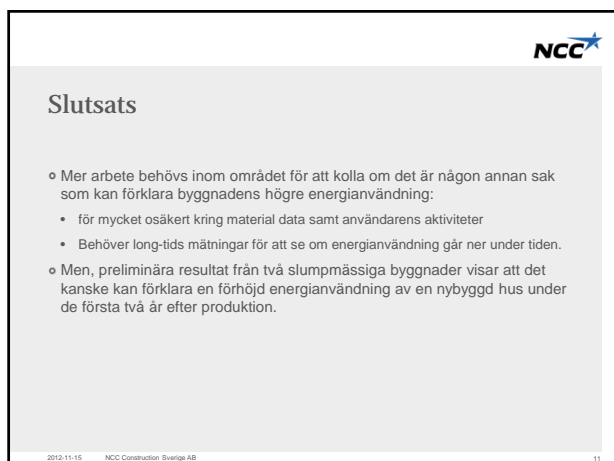 NCC
Slutsats
Mer arbete behövs inom området för att kolla om det är någon annan sak
som kan förklara byggnadens högre energianvändning:
• för mycket osäkert kring material data samt användarens aktiviteter
• Behöver long-tids mätningar för att se om energianvändning går ner under tiden.
Men, preliminära resultat från två slumpmässiga byggnader visar att det
kanske kan förklara en förhöjd energianvändning av en nybyggd hus under
de första två år efter produktion.
2012-11-15 NCC Construction Sverige AB 11